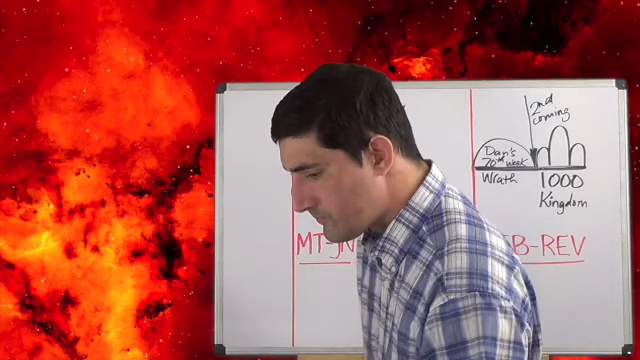 2nd
coming
Dan's
70th week
Wrath
1000
Kingdom
MT-JN
EB-REV